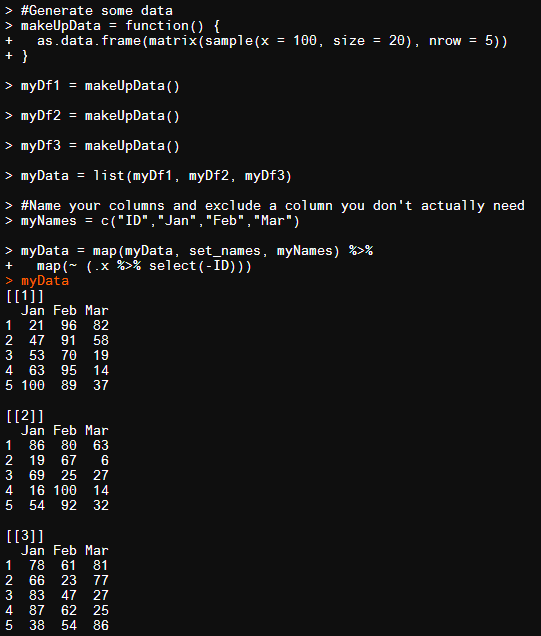 > #Generate some data
> makeUpData = function() {
+   as.data.frame(matrix(sample(x = 100, size = 20), nrow = 5))
+ }
> myDf1 = makeUpData()
> myDf2 = makeUpData()
> myDf3 = makeUpData()
> myData = list(myDf1, myDf2, myDf3)
> #Name your columns and exclude a column you don't actually need
> myNames = c("ID","Jan","Feb","Mar")
> myData = map(myData, set_names, myNames) %>%
+   map(~ (.x %>% select(-ID)))
> myData
[[1]]
  Jan Feb Mar
1  21  96  82
2  47  91  58
3  53  70  19
4  63  95  14
5 100  89  37
[[2]]
  Jan Feb Mar
1  86  80  63
2  19  67   6
3  69  25  27
4  16 100  14
5  54  92  32
[[3]]
  Jan Feb Mar
1  78  61  81
2  66  23  77
3  83  47  27
4  87  62  25
5  38  54  86